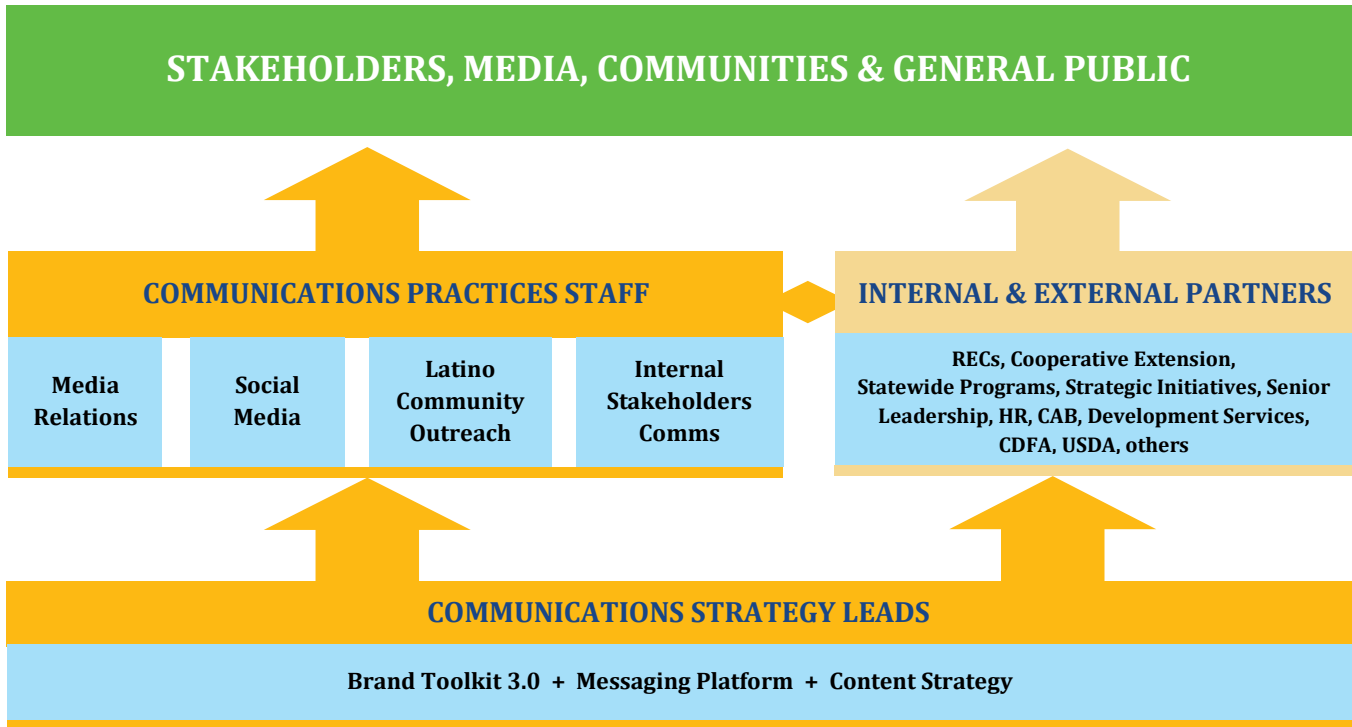 STAKEHOLDERS, MEDIA, COMMUNITIES & GENERAL PUBLIC
COMMUNICATIONS PRACTICES STAFF
Media
Relations
Social
Media
Latino
Community
Outreach
Internal
Stakeholders
Comms
INTERNAL & EXTERNAL PARTNERS
RECs, Cooperative Extension,
Statewide Programs, Strategic Initiatives, Senior
Leadership, HR, CAB, Development Services,
CDFA, USDA, others
COMMUNICATIONS STRATEGY LEADS
Brand Toolkit 3.0 + Messaging Platform + Content Strategy